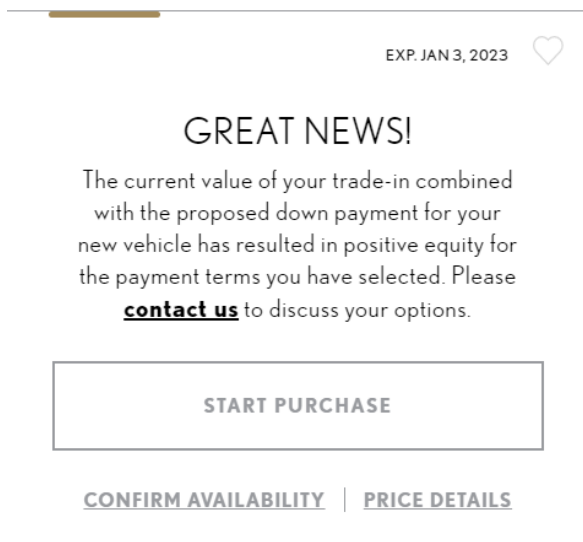 EXP. JAN 3, 2023
GREAT NEWS!
The current value of your trade-in combined
with the proposed down payment for your
new vehicle has resulted in positive equity for
the payment terms you have selected. Please
contact us to discuss your options.
START PURCHASE
CONFIRM AVAILABILITY | PRICE DETAILS